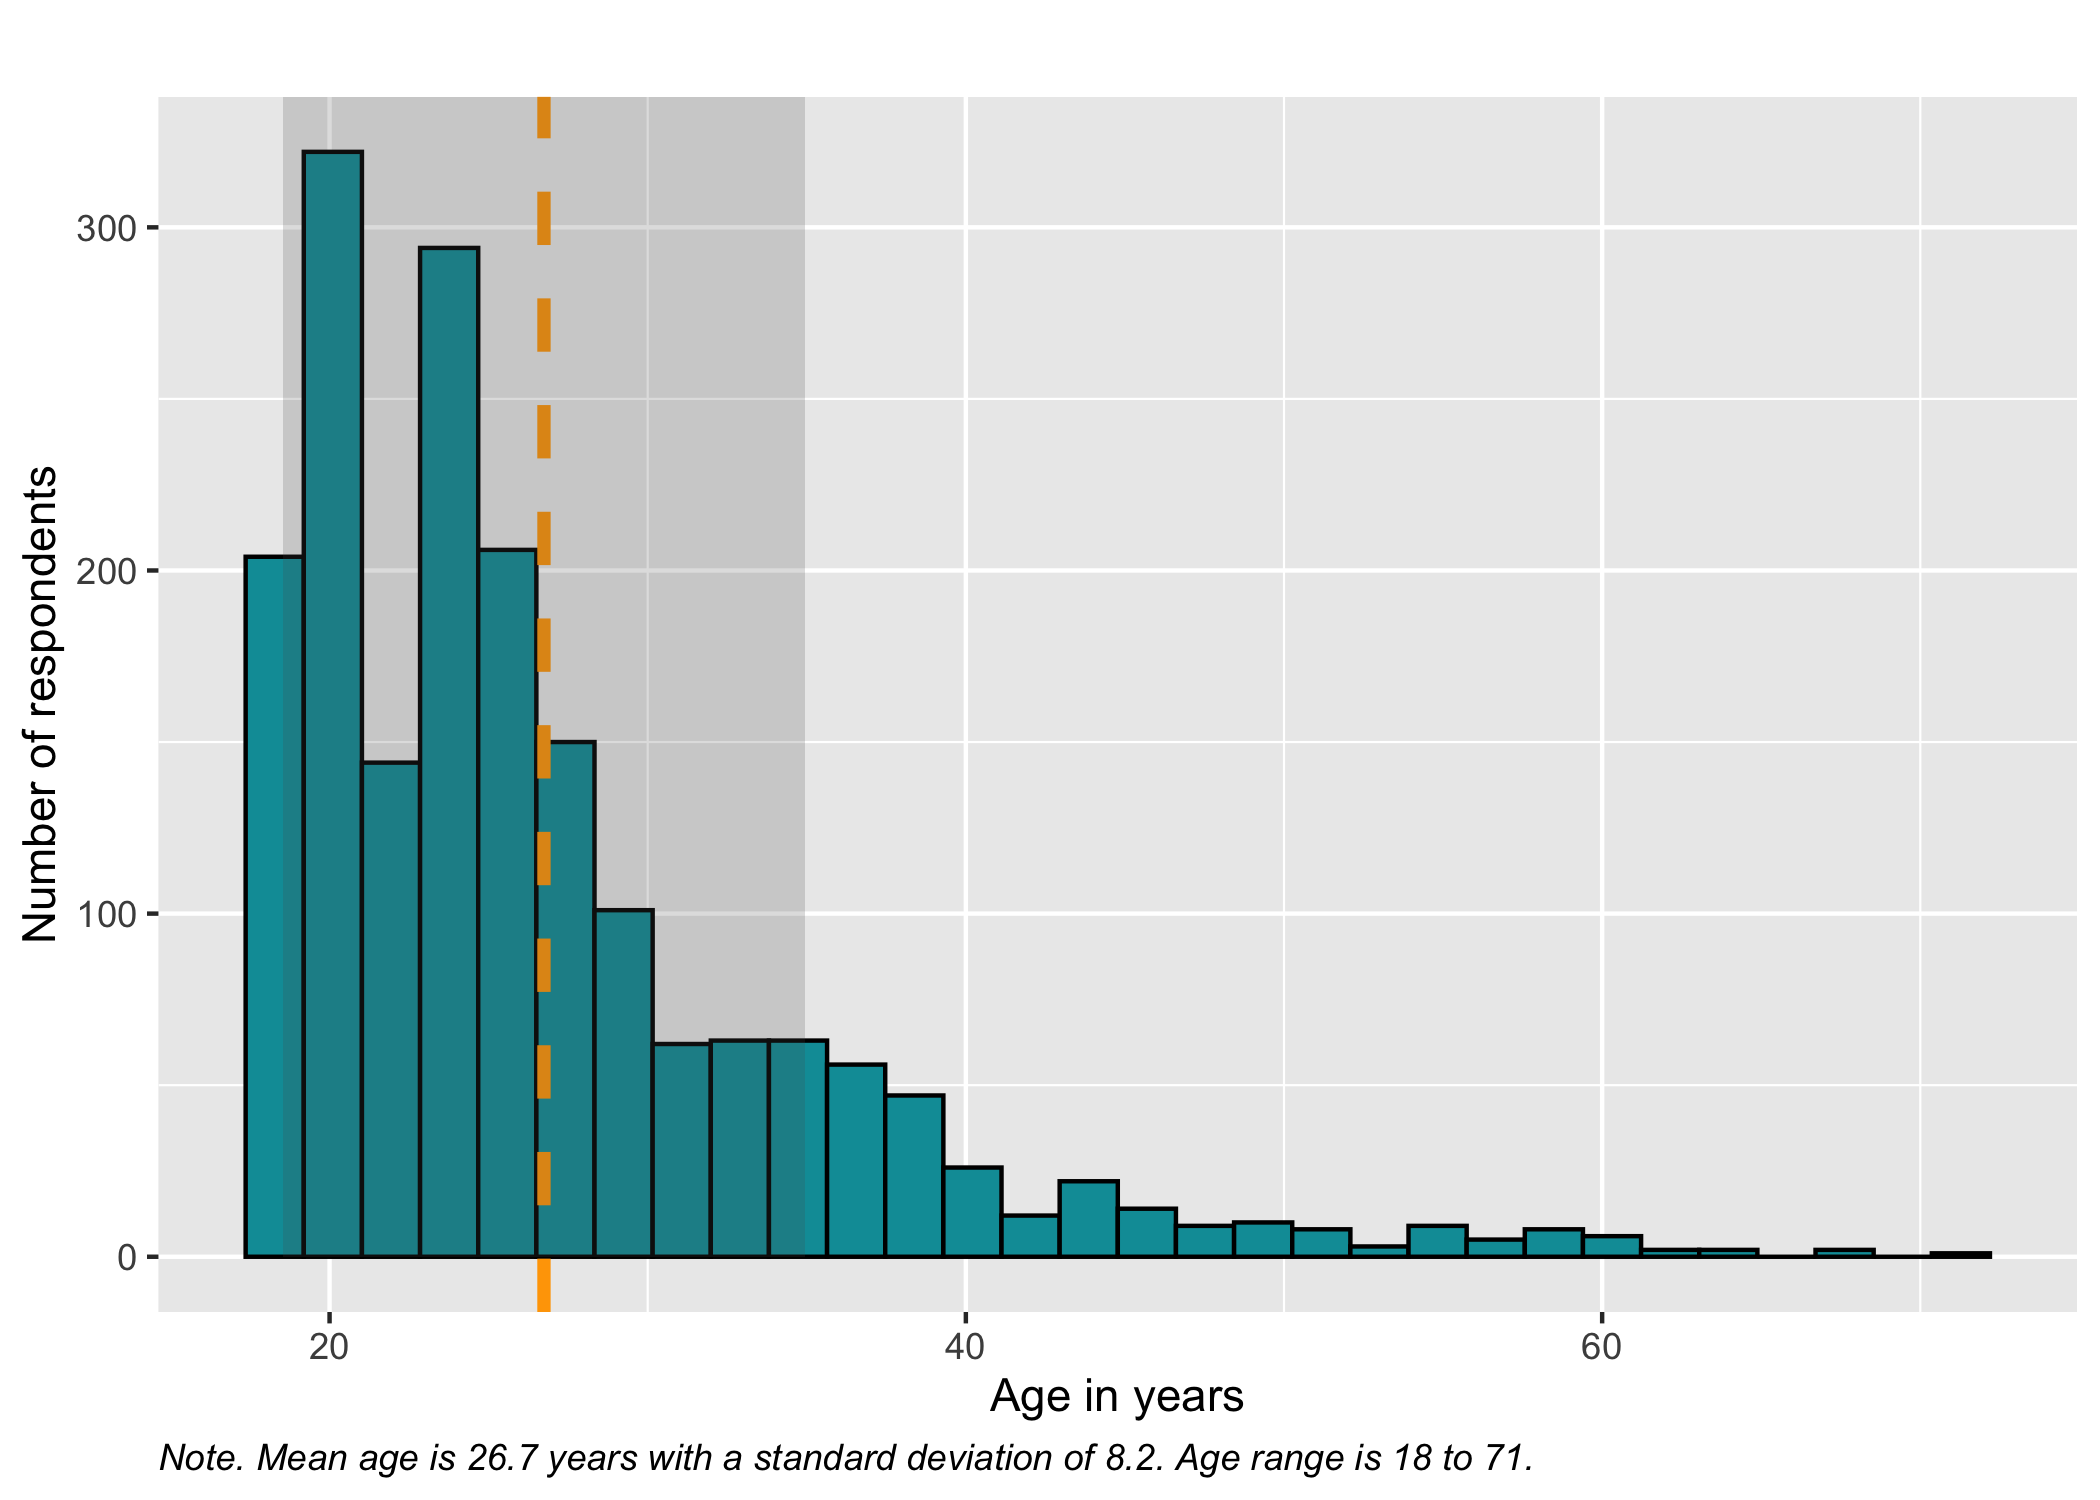 Number of respondents
300
200
100
0
20 40 60
Age in years
Note. Mean age is 26.7 years with a standard deviation of 8.2. Age range is 18 to 71.